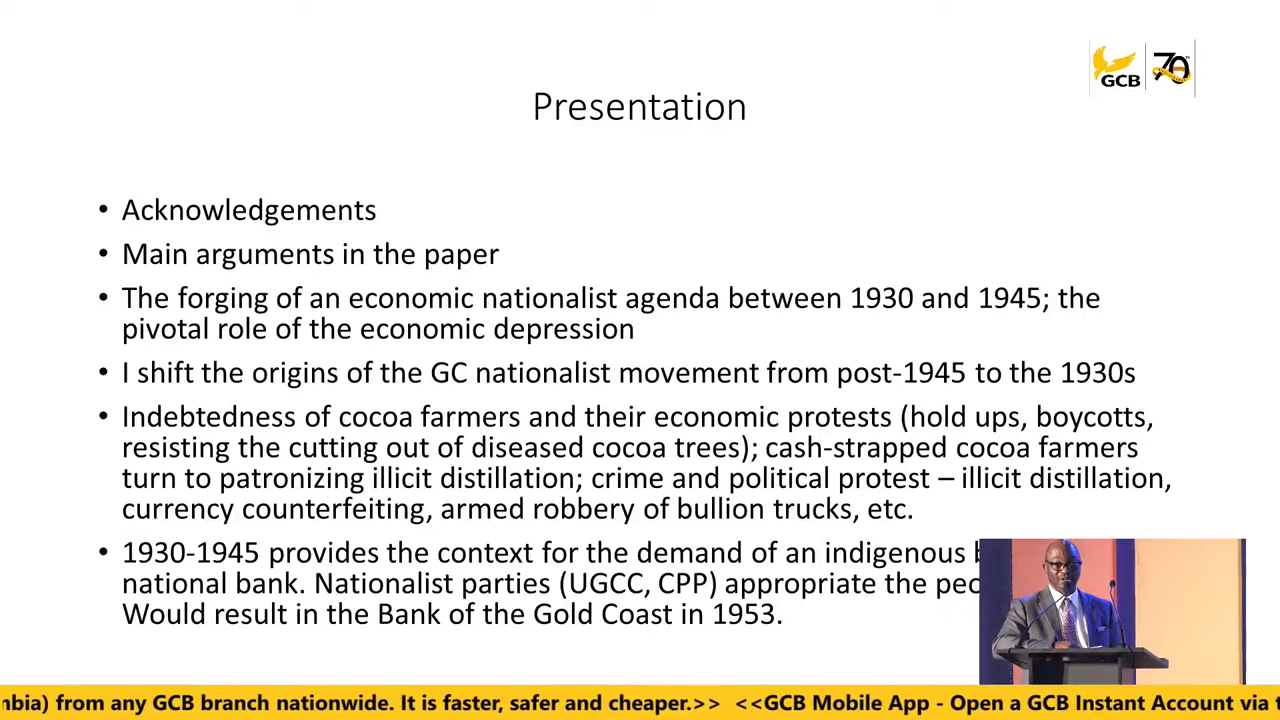 GCB
70
Presentation
• Acknowledgements
• Main arguments in the paper
• The forging of an economic nationalist agenda between 1930 and 1945; the
pivotal role of the economic depression
• I shift the origins of the GC nationalist movement from post-1945 to the 1930s
• Indebtedness of cocoa farmers and their economic protests (hold ups, boycotts,
resisting the cutting out of diseased cocoa trees); cash-strapped cocoa farmers
turn to patronizing illicit distillation; crime and political protest – illicit distillation,
currency counterfeiting, armed robbery of bullion trucks, etc.
• 1930-1945 provides the context for the demand of an indigenous
national bank. Nationalist parties (UGCC, CPP) appropriate the
Would result in the Bank of the Gold Coast in 1953.
from any GCB branch nationwide. It is faster, safer and cheaper.>> <<GCB Mobile App - Open a GCB Instant Account via